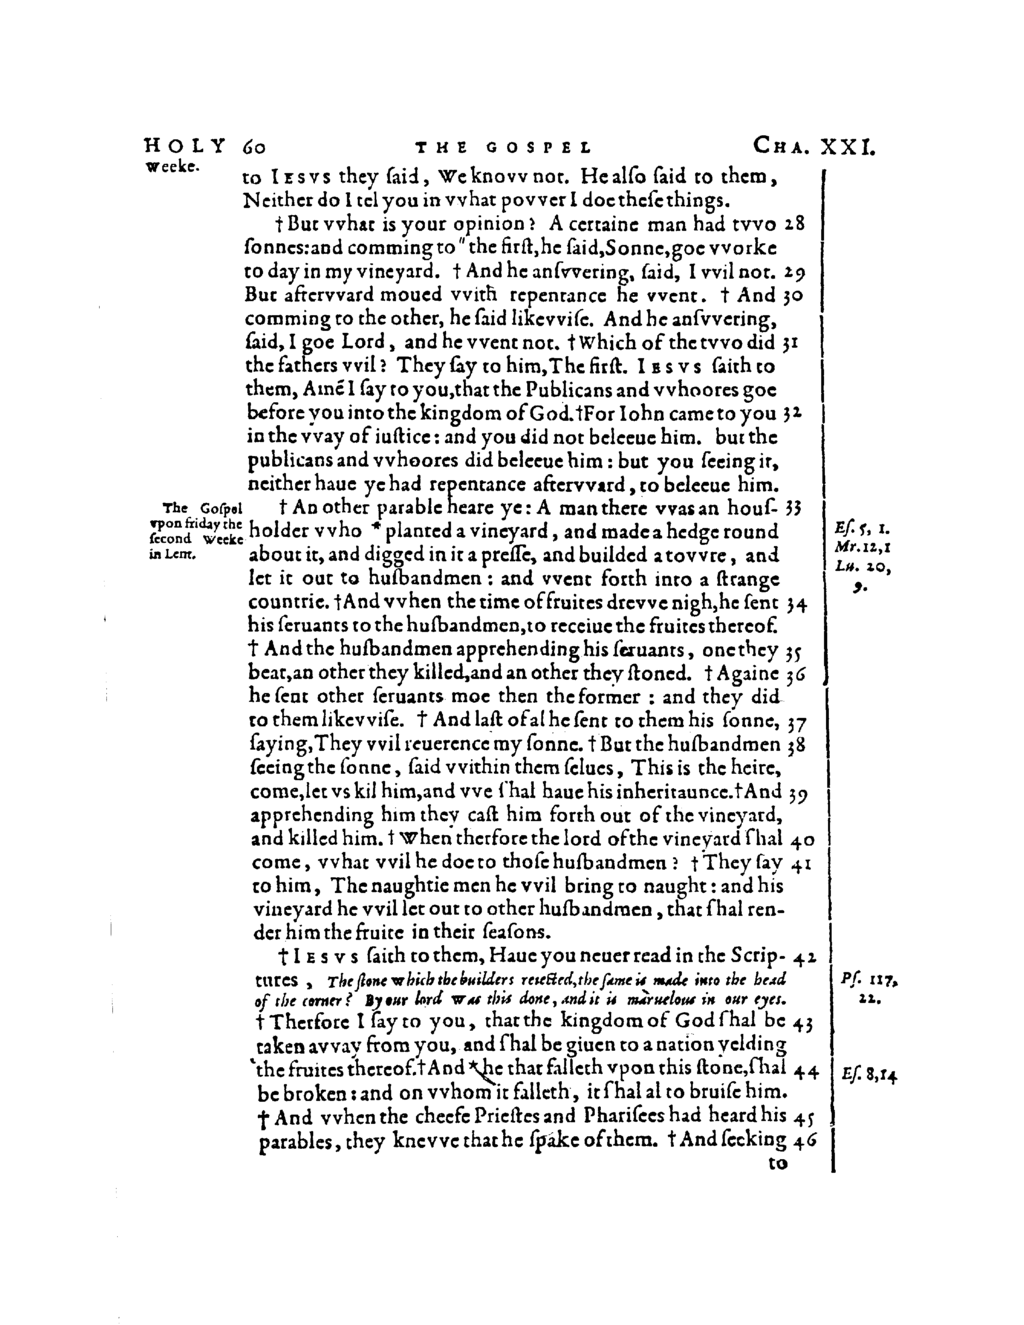 HOLY 60 THE GOSPEL CHA. XXI.
weeke.
to IESVS they ſaid, We knovv not. He alſo ſaid to them,
Neither do I tel you in vvhat povver I doe theſe things.
† But vvhat is your opinion? A certaine man had tvvo 28
ſonnes: and comming to "the firſt, he ſaid, Sonne, goe vvorke
to day in my vineyard. † And he anſvvering, ſaid, I vvil not. 29
But aftervvard moued vvith repentance he vvent. † And 30
comming to the other, he ſaid likevviſe. And he anſvvering,
ſaid, I goe Lord, and he vvent not. † Which of the tvvo did 31
the fathers vvil? They ſay to him, The firſt. IESVS ſaith to
them, Amé I ſay to you, that the Publicans and vvhoores goe
before you into the kingdom of God. † For Iohn came to you 32
in the vvay of iuſtice: and you did not beleeue him. but the
publicans and vvhoores did beleeue him: but you ſeeing it,
neither haue ye had repentance aftervvard, to beleeue him.
The Goſpel
vpon friday the
ſecond weeke
in Lent.
† An other parable heare ye: A man there vvas an houſ- 33
holder vvho * planted a vineyard, and made a hedge round
about it, and digged in it a preſſe, and builded a tovvre, and
let it out to huſbandmen: and vvent forth into a ſtrange
countrie. † And vvhen the time of fruites drevve nigh, he ſent 34
his ſeruants to the huſbandmen, to receiue the fruites thereof.
† And the huſbandmen apprehending his ſeruants, one they 35
beat, an other they killed, and an other they ſtoned. † Againe 36
he ſent other ſeruants moe then the former: and they did
to them likevviſe. † And laſt of al he ſent to them his ſonne, 37
ſaying, They vvil reuerence my ſonne. † But the huſbandmen 38
ſeeing the ſonne, ſaid vvithin them ſelues, This is the heire,
come, let vs kil him, and vve ſhal haue his inheritaunce. † And 39
apprehending him they caſt him forth out of the vineyard,
and killed him. † When therfore the lord of the vineyard ſhal 40
come, vvhat vvil he doe to thoſe huſbandmen? † They ſay 41
to him, The naughtie men he vvil bring to naught: and his
vineyard he vvil let out to other huſbandmen, that ſhal ren-
der him the fruite in their ſeaſons.
Eſ. 5, 1.
Mr. 12, 1
Lu. 20,
9.
† IESVS ſaith to them, Haue you neuer read in the Scrip- 42
tures, The ſtone which the builders reiected, the ſame is made into the head
of the corner? By our lord was this done, and it is maruelous in our eyes.
Pſ. 117,
22.
† Therfore I ſay to you, that the kingdom of God ſhal be 43
taken avvay from you, and ſhal be giuen to a nation yelding
the fruites thereof. † And * he that falleth vpon this ſtone, ſhal 44
be broken: and on vvhom it falleth, it ſhal al to bruiſe him.
Eſ. 8, 14
† And vvhen the cheefe Prieſtes and Phariſees had heard his 45
parables, they knevve that he ſpake of them. † And ſeeking 46
to